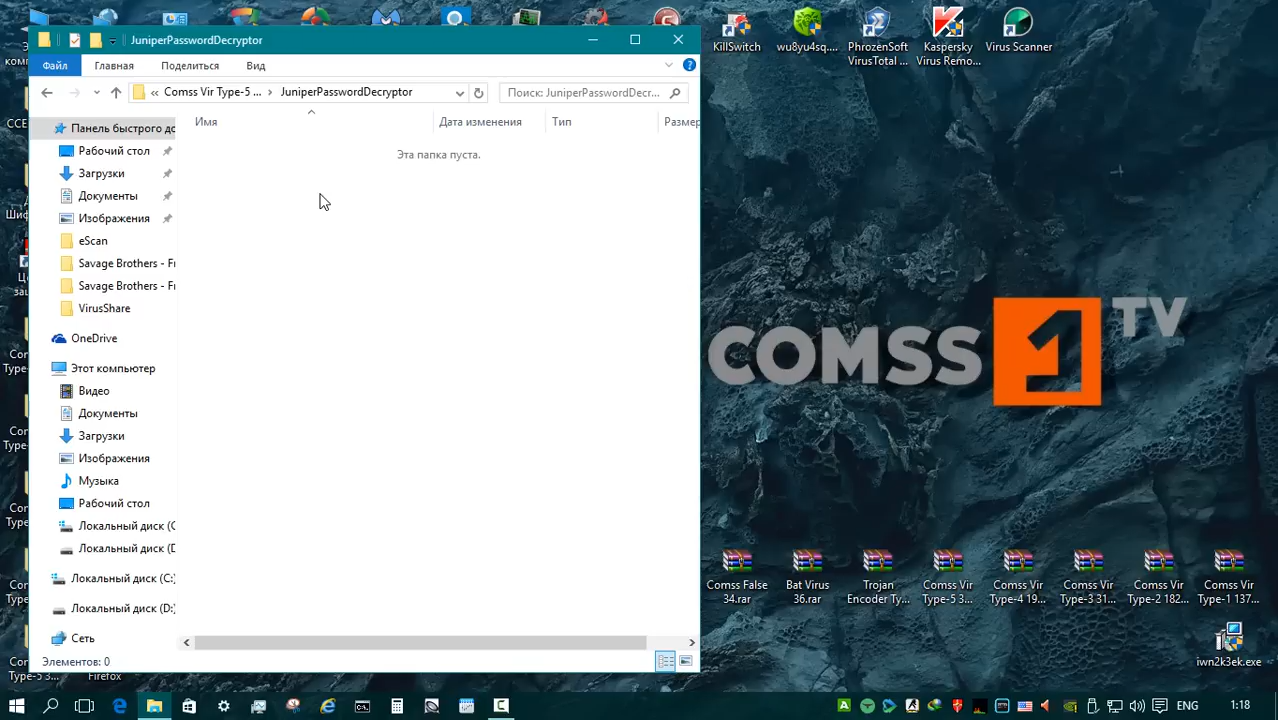 JuniperPasswordDecryptor
Файл Главная Поделиться Вид
« Comss Vir Type-5 ... > JuniperPasswordDecryptor
Поиск: JuniperPasswordDecr...
Имя Дата изменения Тип Размер
Эта папка пуста.
Панель быстрого до
Рабочий стол
Загрузки
Документы
Изображения
eScan
Savage Brothers - Fr
Savage Brothers - Fr
VirusShare
OneDrive
Этот компьютер
Видео
Документы
Загрузки
Изображения
Музыка
Рабочий стол
Локальный диск (C
Локальный диск (D
Локальный диск (C:)
Локальный диск (D:)
Сеть
Элементов: 0
Firefox
KillSwitch
wu8yu4sq....
PhrozenSoft
VirusTotal ...
Kaspersky
Virus Remo...
Virus Scanner
COMSS 1 TV
Comss False
34.rar
Bat Virus
36.rar
Trojan
Encoder Ty...
Comss Vir
Type-5 3...
Comss Vir
Type-4 19...
Comss Vir
Type-3 31...
Comss Vir
Type-2 182...
Comss Vir
Type-1 137...
iwn2k3ek.exe
ENG 1:18